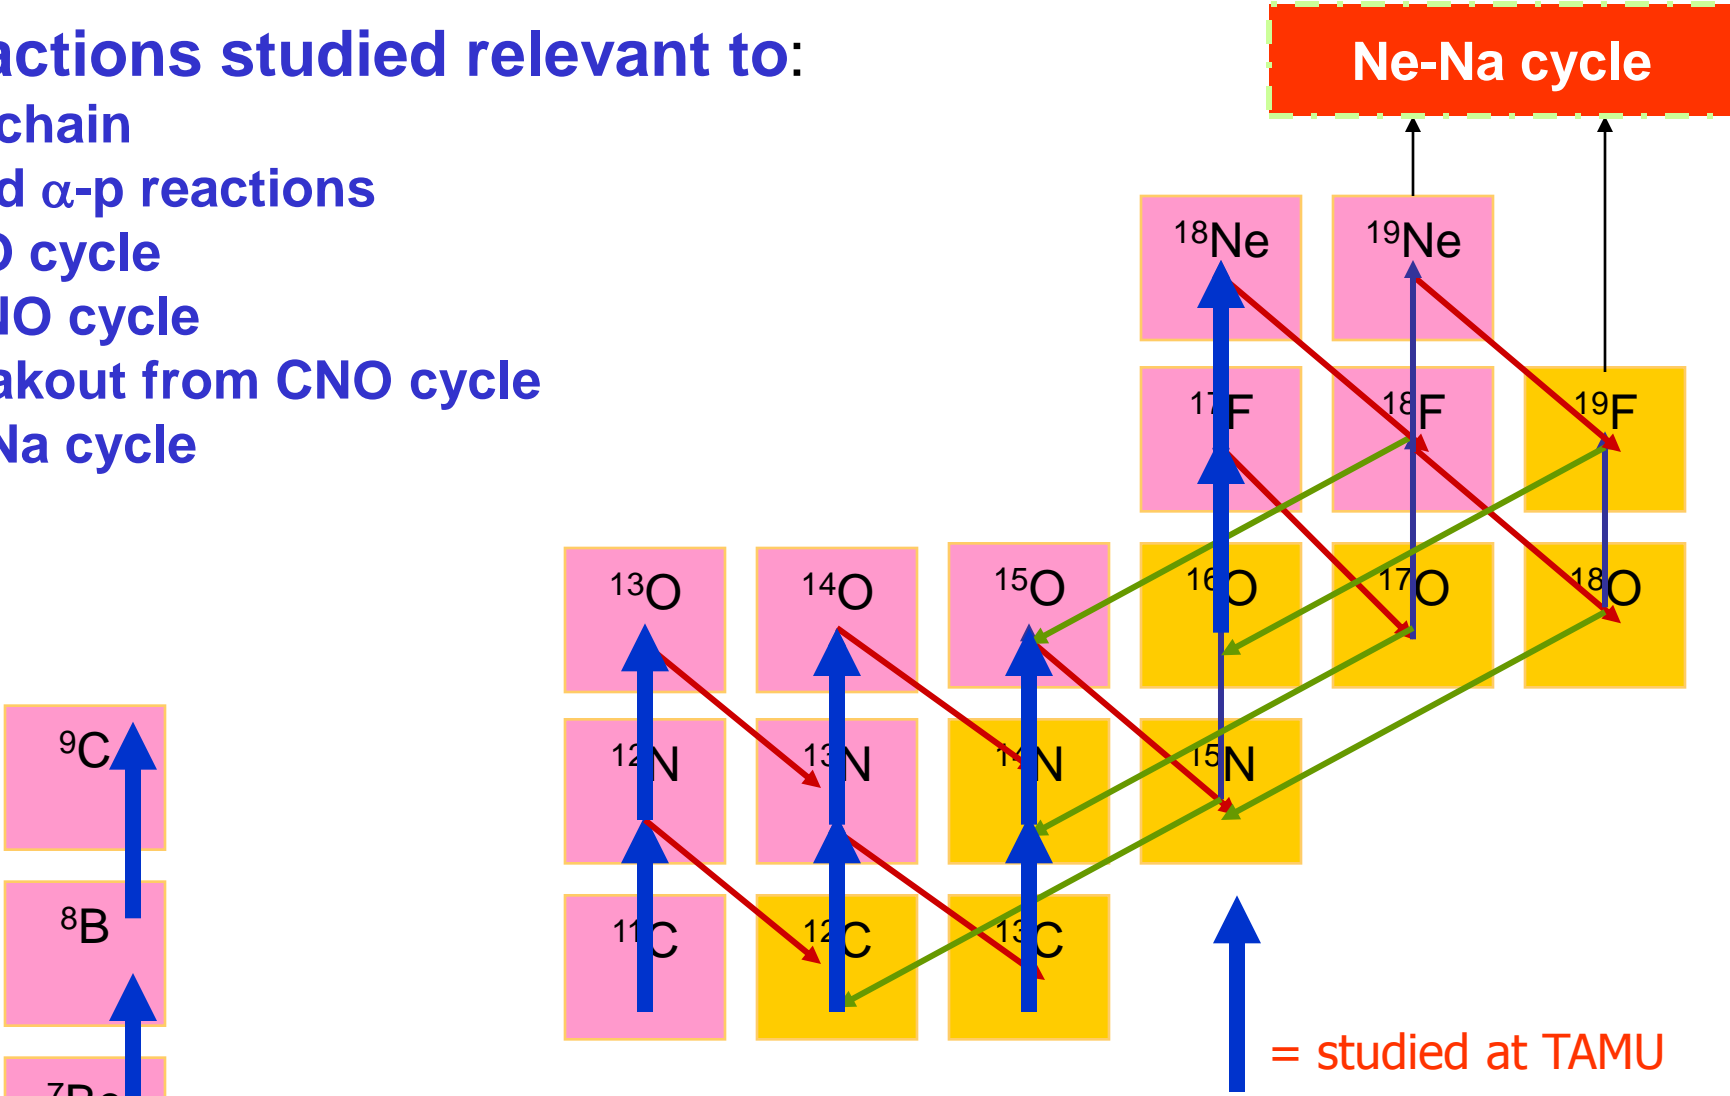 actions studied relevant to:
chain
d α-p reactions
O cycle
NO cycle
akout from CNO cycle
Na cycle
Ne-Na cycle
¹⁸Ne ¹⁹Ne
¹⁷F ¹⁸F ¹⁹F
¹³O ¹⁴O ¹⁵O ¹⁶O ¹⁷O ¹⁸O
⁹C ¹²N ¹³N ¹⁴N ¹⁵N
⁸B ¹¹C ¹²C ¹³C
= studied at TAMU
⁷Be